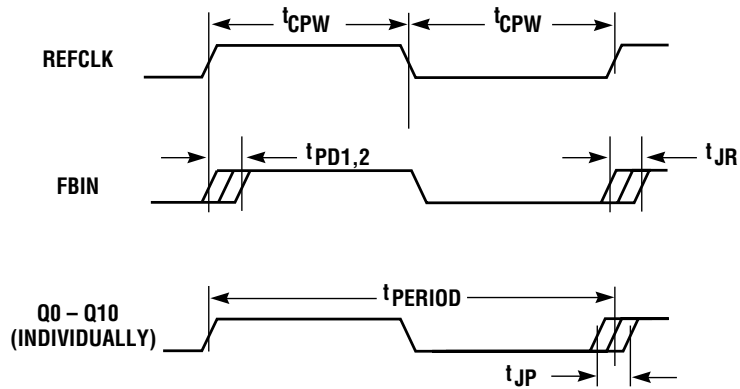 tCPW tCPW
REFCLK
tPD1,2 tJR
FBIN
tPERIOD
Q0 – Q10
(INDIVIDUALLY)
tJP